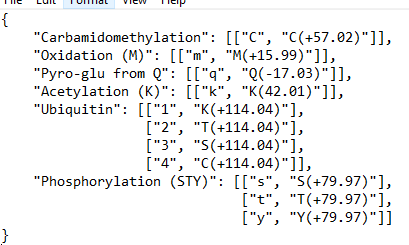 File Edit Format View Help
{
"Carbamidomethylation": [["C", "C(+57.02)"]],
"Oxidation (M)": [["m", "M(+15.99)"]],
"Pyro-glu from Q": [["q", "Q(-17.03)"]],
"Acetylation (K)": [["k", "K(42.01)"]],
"Ubiquitin": [["1", "K(+114.04)"],
["2", "T(+114.04)"],
["3", "S(+114.04)"],
["4", "C(+114.04)"]],
"Phosphorylation (STY)": [["s", "S(+79.97)"],
["t", "T(+79.97)"],
["y", "Y(+79.97)"]]
}